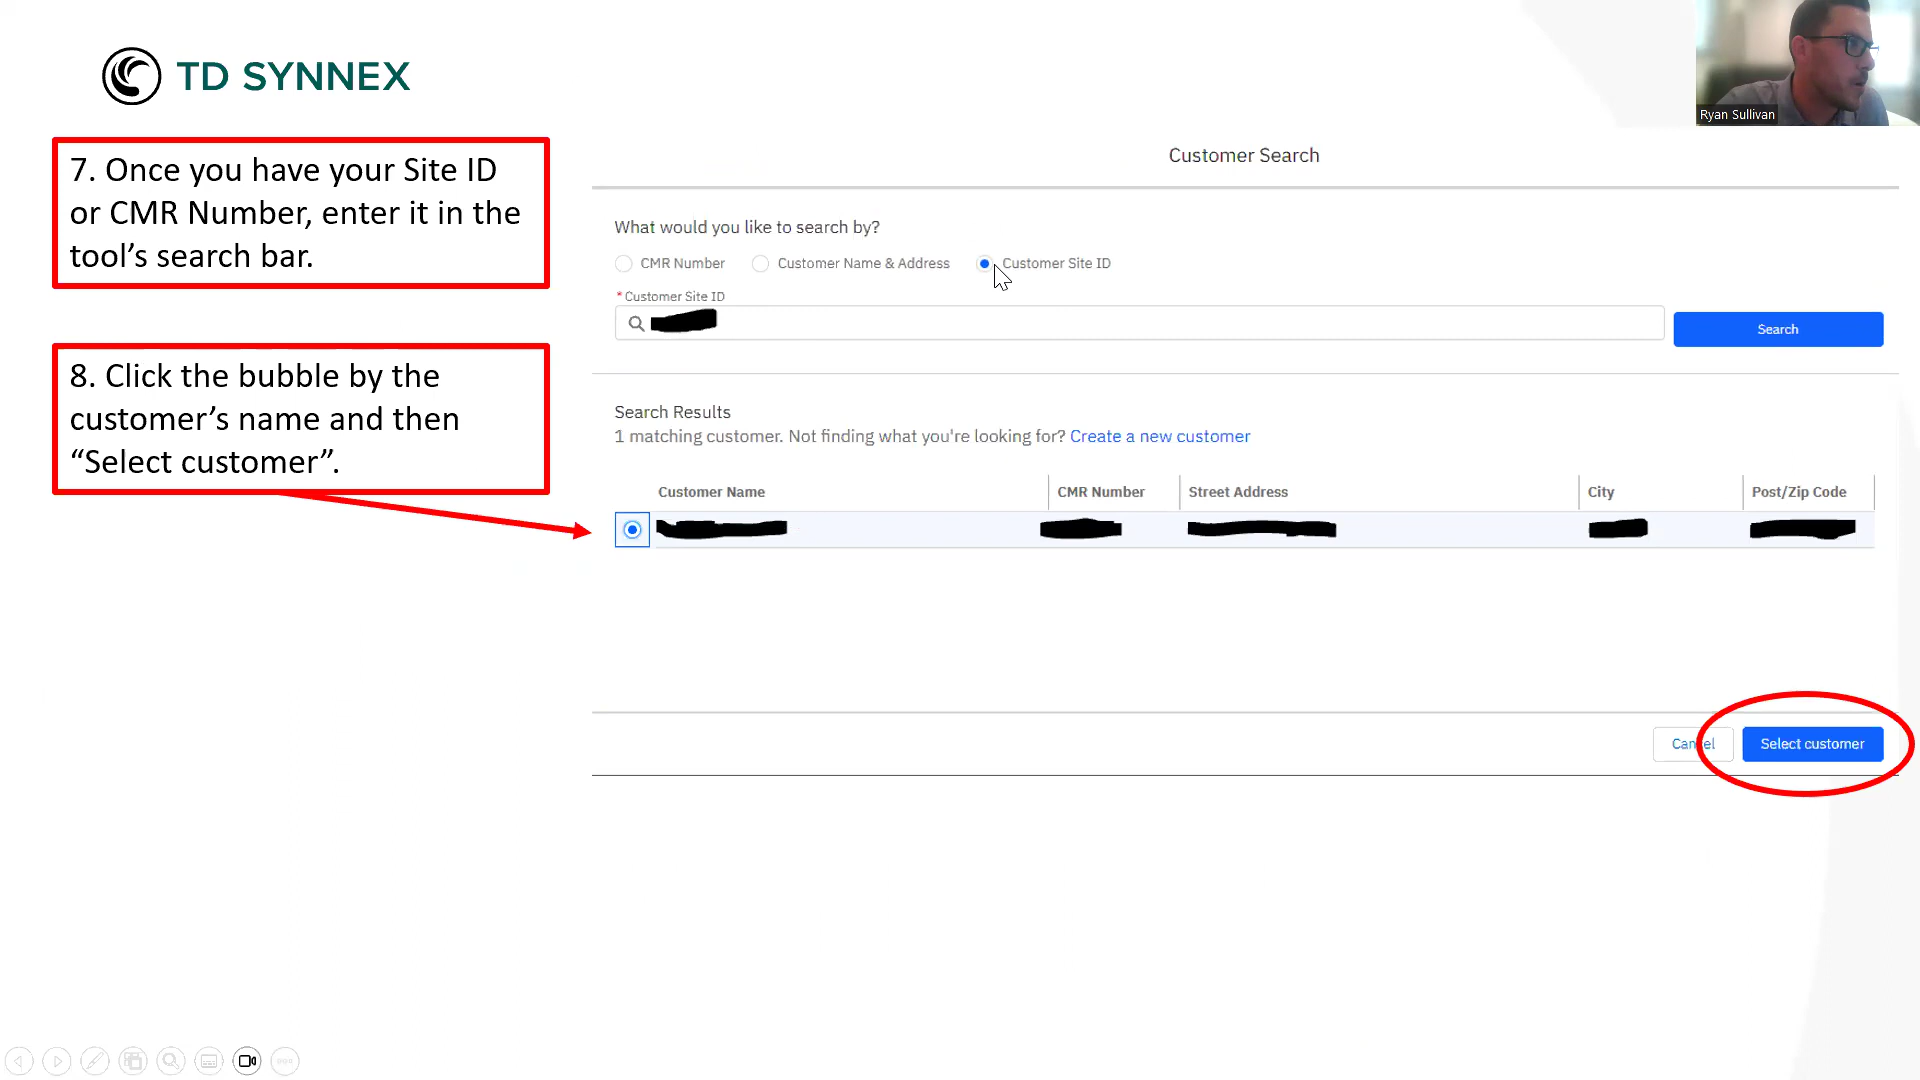 TD SYNNEX
Ryan Sullivan
7. Once you have your Site ID
or CMR Number, enter it in the
tool’s search bar.
8. Click the bubble by the
customer’s name and then
“Select customer”.
Customer Search
What would you like to search by?
CMR Number Customer Name & Address Customer Site ID
* Customer Site ID
Search
Search Results
1 matching customer. Not finding what you're looking for? Create a new customer
Customer Name CMR Number Street Address City Post/Zip Code
Cancel Select customer